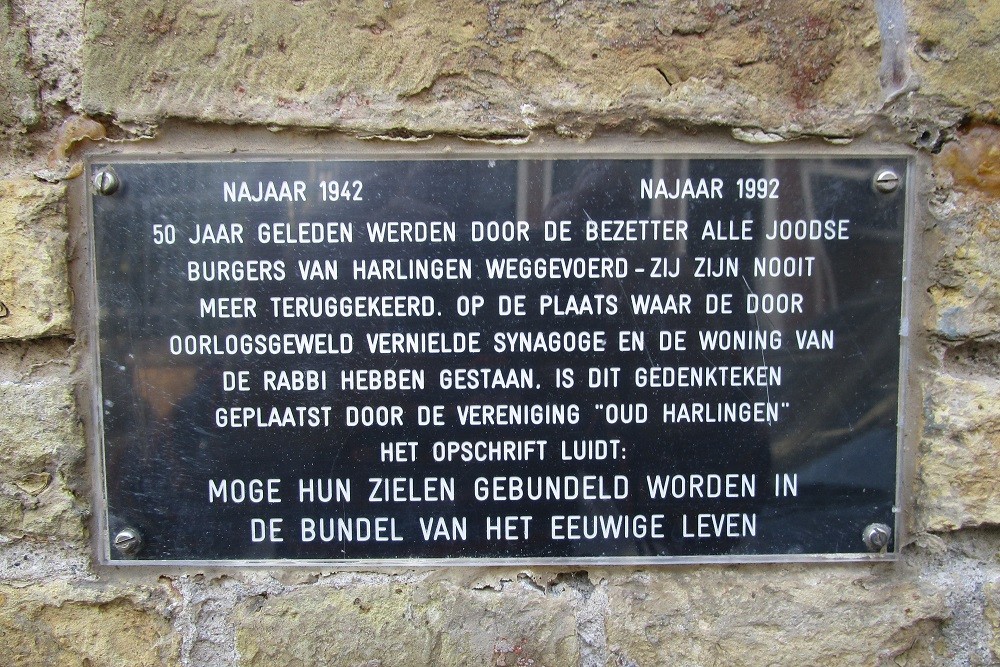 NAJAAR 1942 NAJAAR 1992
50 JAAR GELEDEN WERDEN DOOR DE BEZETTER ALLE JOODSE
BURGERS VAN HARLINGEN WEGGEVOERD - ZIJ ZIJN NOOIT
MEER TERUGGEKEERD. OP DE PLAATS WAAR DE DOOR
OORLOGSGEWELD VERNIELDE SYNAGOGE EN DE WONING VAN
DE RABBI HEBBEN GESTAAN, IS DIT GEDENKTEKEN
GEPLAATST DOOR DE VERENIGING "OUD HARLINGEN"
HET OPSCHRIFT LUIDT:
MOGE HUN ZIELEN GEBUNDELD WORDEN IN
DE BUNDEL VAN HET EEUWIGE LEVEN